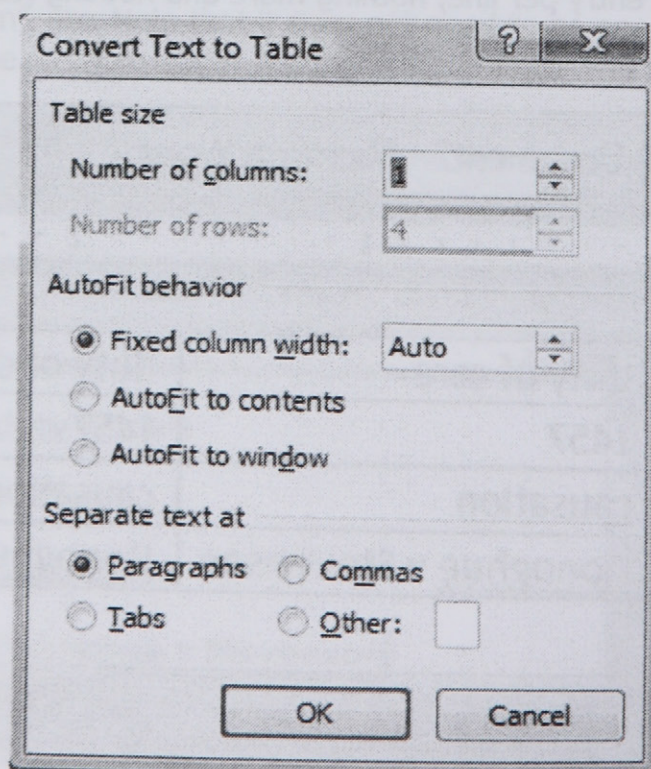 Convert Text to Table
Table size
Number of columns: 1
Number of rows: 4
AutoFit behavior
Fixed column width: Auto
AutoFit to contents
AutoFit to window
Separate text at
Paragraphs Commas
Tabs Other:
OK Cancel